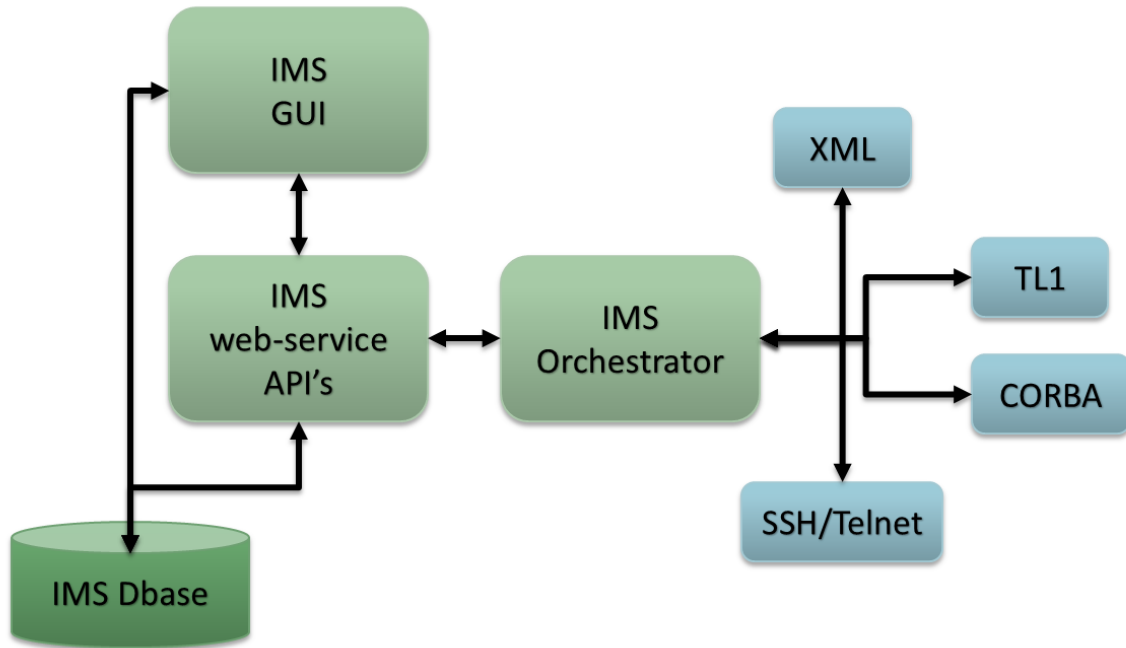 IMS
GUI
XML
IMS
web-service
API's
IMS
Orchestrator
TL1
CORBA
SSH/Telnet
IMS Dbase